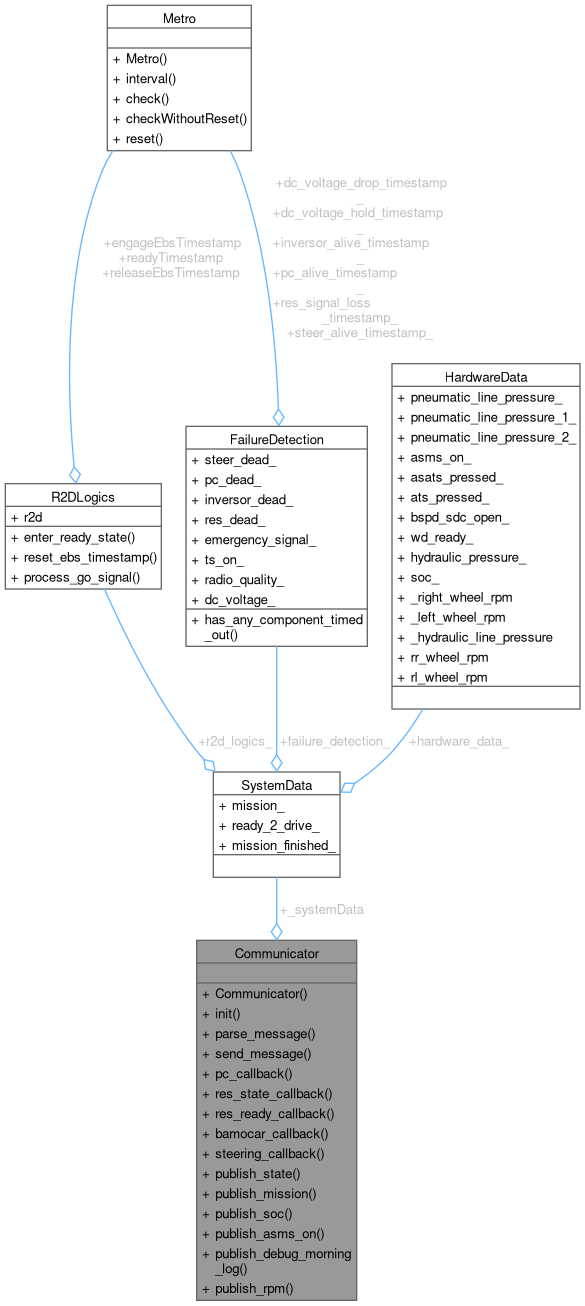 Metro
+ Metro()
+ interval()
+ check()
+ checkWithoutReset()
+ reset()
+engageEbsTimestamp
+readyTimestamp
+releaseEbsTimestamp
+dc_voltage_drop_timestamp
_
+dc_voltage_hold_timestamp
_
+inversor_alive_timestamp
_
+pc_alive_timestamp
_
+res_signal_loss
_timestamp_
+steer_alive_timestamp_
HardwareData
+ pneumatic_line_pressure_
+ pneumatic_line_pressure_1_
+ pneumatic_line_pressure_2_
+ asms_on_
+ asats_pressed_
+ ats_pressed_
+ bspd_sdc_open_
+ wd_ready_
+ hydraulic_pressure_
+ soc_
+ _right_wheel_rpm
+ _left_wheel_rpm
+ _hydraulic_line_pressure
+ rr_wheel_rpm
+ rl_wheel_rpm
FailureDetection
+ steer_dead_
+ pc_dead_
+ inversor_dead_
+ res_dead_
+ emergency_signal_
+ ts_on_
+ radio_quality_
+ dc_voltage_
+ has_any_component_timed
_out()
R2DLogics
+ r2d
+ enter_ready_state()
+ reset_ebs_timestamp()
+ process_go_signal()
+r2d_logics_
+failure_detection_
+hardware_data_
SystemData
+ mission_
+ ready_2_drive_
+ mission_finished_
+_systemData
Communicator
+ Communicator()
+ init()
+ parse_message()
+ send_message()
+ pc_callback()
+ res_state_callback()
+ res_ready_callback()
+ bamocar_callback()
+ steering_callback()
+ publish_state()
+ publish_mission()
+ publish_soc()
+ publish_asms_on()
+ publish_debug_morning
_log()
+ publish_rpm()